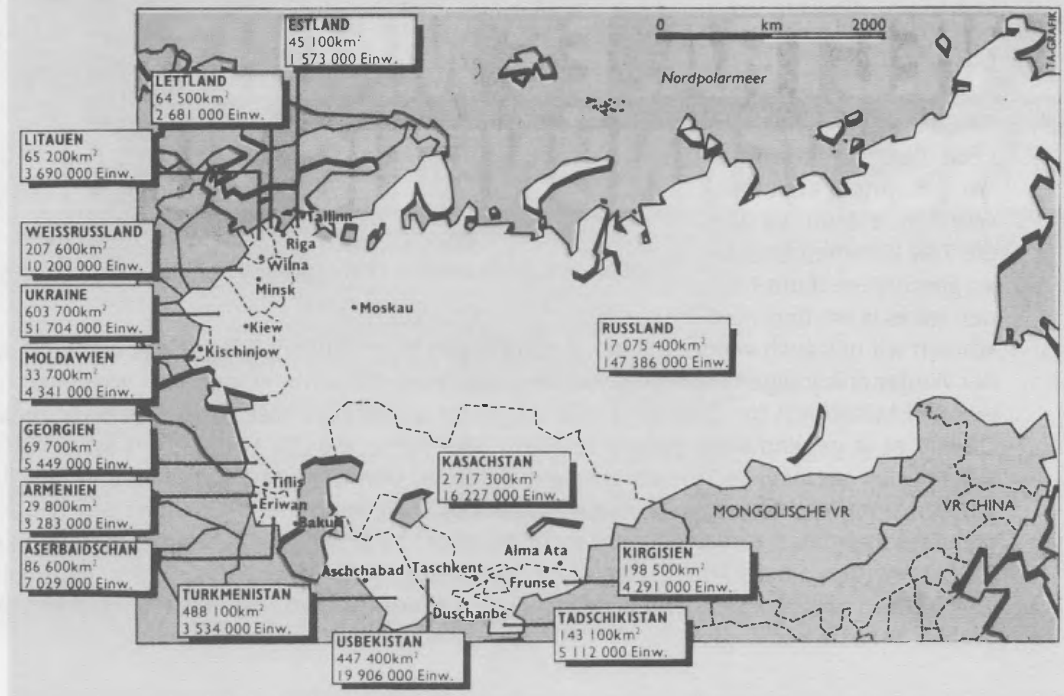 ESTLAND
45 100km²
1 573 000 Einw.
LETTLAND
64 500km²
2 681 000 Einw.
LITAUEN
65 200km²
3 690 000 Einw.
WEISSRUSSLAND
207 600km²
10 200 000 Einw.
UKRAINE
603 700km²
51 704 000 Einw.
MOLDAWIEN
33 700km²
4 341 000 Einw.
GEORGIEN
69 700km²
5 449 000 Einw.
ARMENIEN
29 800km²
3 283 000 Einw.
ASERBAIDSCHAN
86 600km²
7 029 000 Einw.
TURKMENISTAN
488 100km²
3 534 000 Einw.
USBEKISTAN
447 400km²
19 906 000 Einw.
TADSCHIKISTAN
143 100km²
5 112 000 Einw.
KIRGISIEN
198 500km²
4 291 000 Einw.
KASACHSTAN
2 717 300km²
16 227 000 Einw.
RUSSLAND
17 075 400km²
147 386 000 Einw.
0 km 2000
Nordpolarmeer
TA-GRAFIK
Tallinn
Riga
Wilna
Minsk
Moskau
Kiew
Kischinjow
Tiflis
Eriwan
Baku
Aschchabad
Taschkent
Alma Ata
Frunse
Duschanbe
MONGOLISCHE VR
VR CHINA